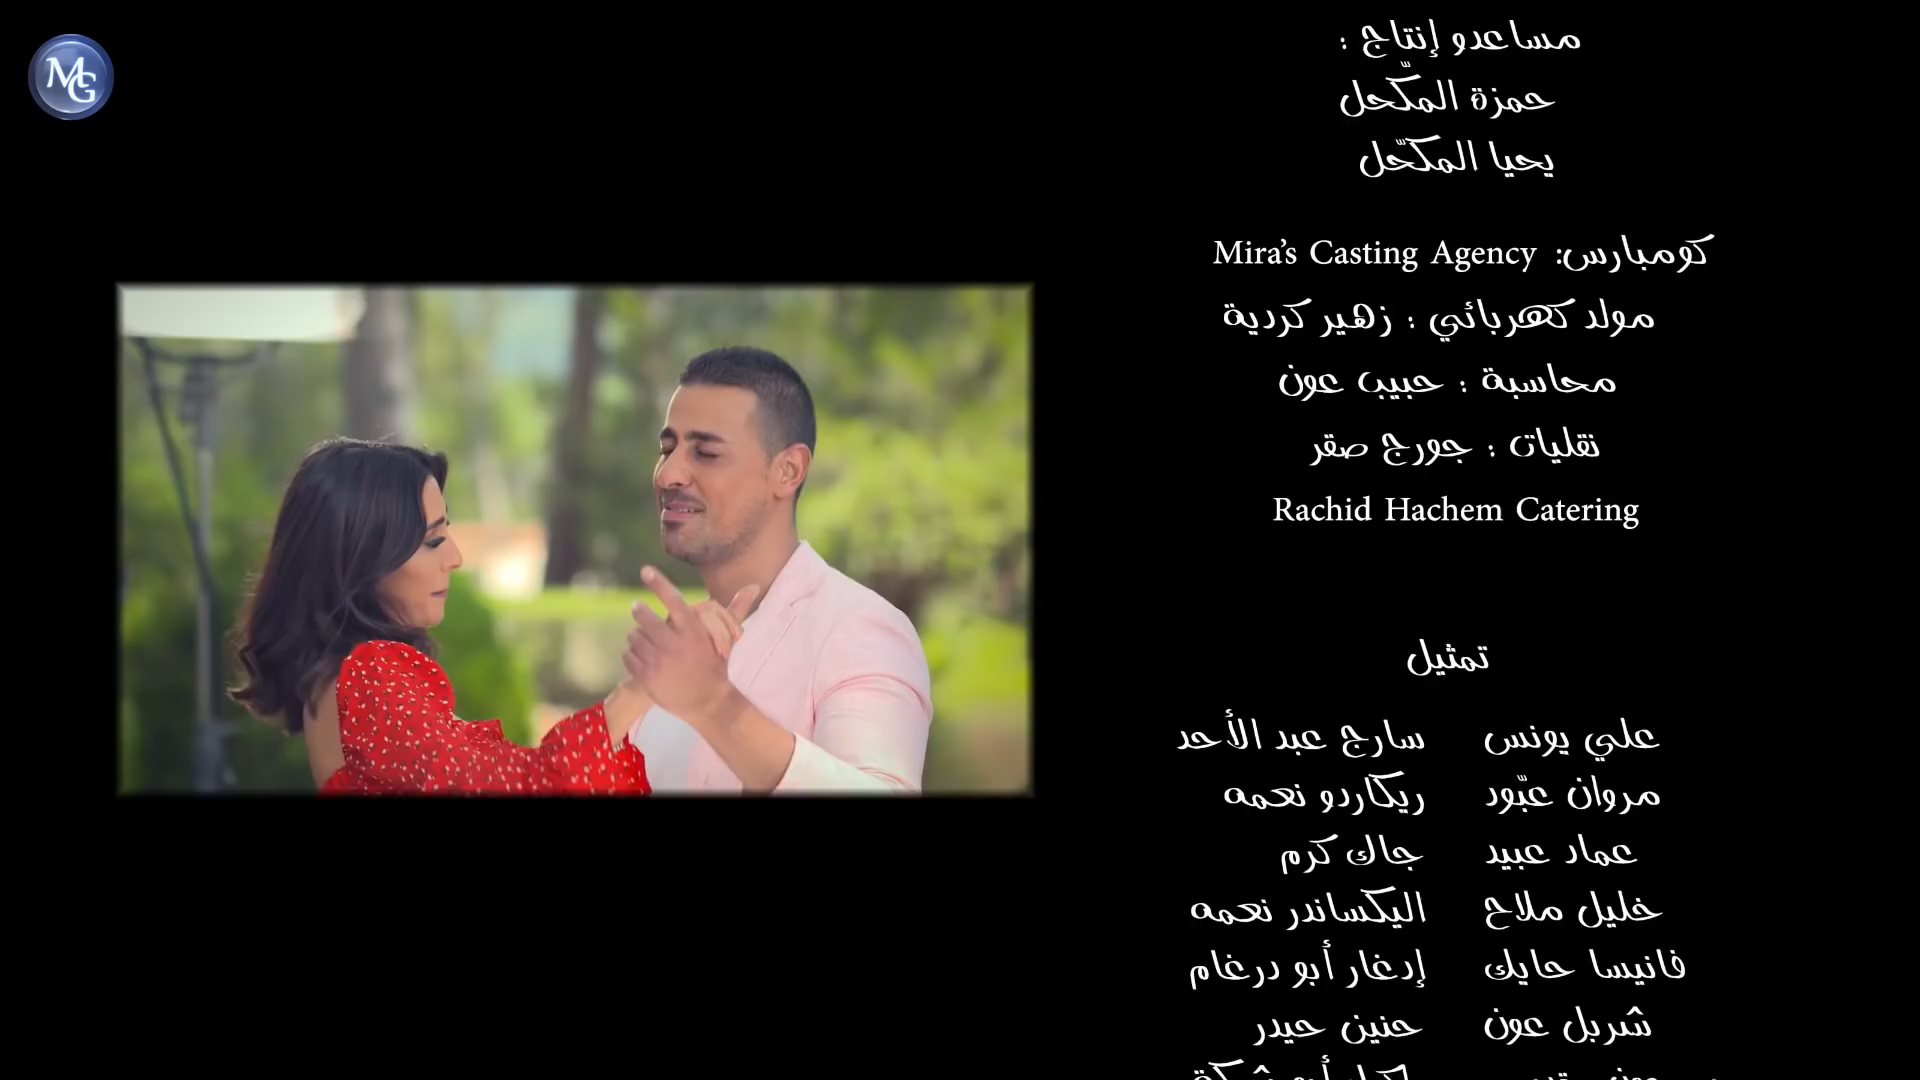 MG
مساعدو إنتاج :
حمزة المكّحل
يحيا المكحّل
كومبارس: Mira's Casting Agency
مولد كهربائي : زهير كردية
محاسبة : حبيب عون
نقليات : جورج صقر
Rachid Hachem Catering
تمثيل
علي يونس سارج عبد الأحد
مروان عبّود ريكاردو نعمه
عماد عبيد جاك كرم
خليل ملاح اليكساندر نعمه
فانيسا حايك إدغار أبو درغام
شربل عون حنين حيدر